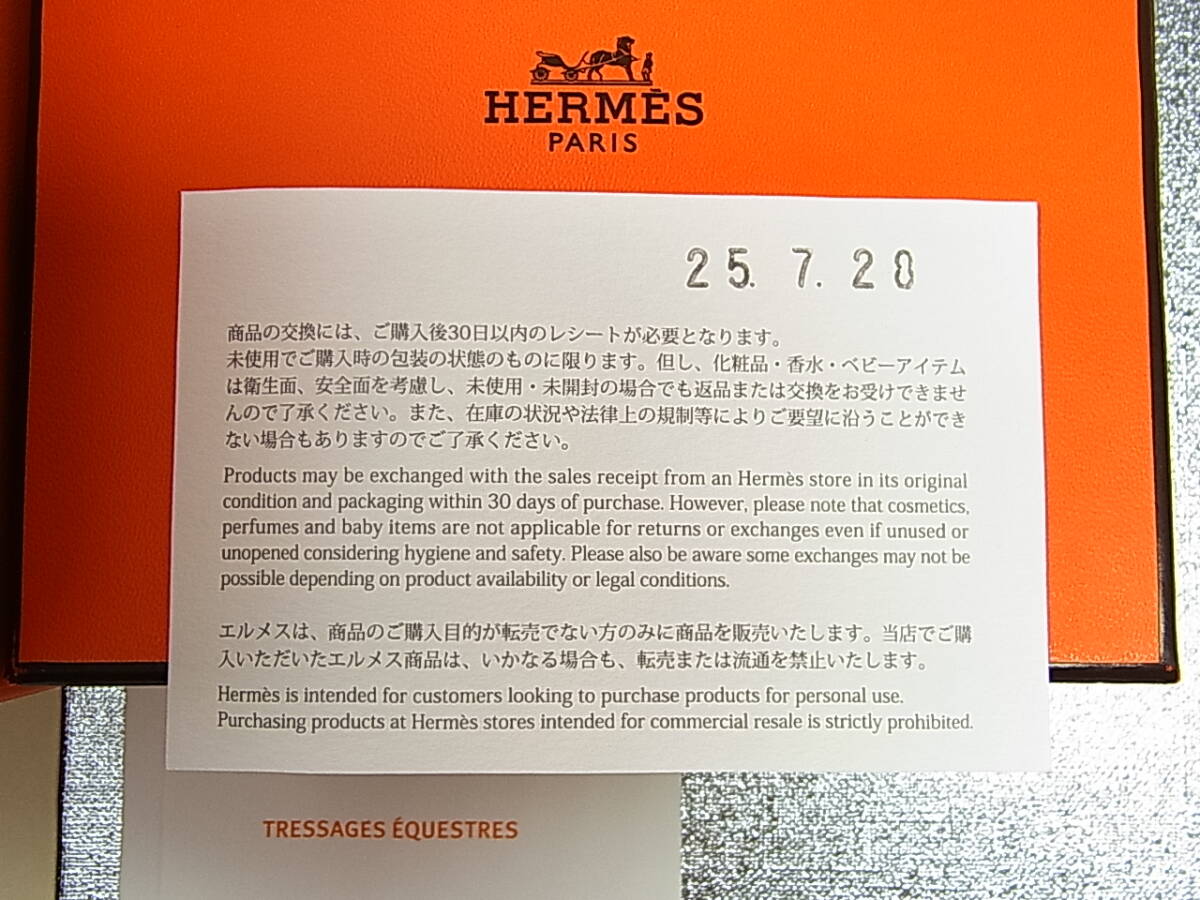 HERMÈS
PARIS
25. 7. 20
商品の交換には、ご購入後30日以内のレシートが必要となります。
未使用でご購入時の包装の状態のものに限ります。但し、化粧品・香水・ベビーアイテム
は衛生面、安全面を考慮し、未使用・未開封の場合でも返品または交換をお受けできませ
んので了承ください。また、在庫の状況や法律上の規制等によりご要望に沿うことができ
ない場合もありますのでご了承ください。
Products may be exchanged with the sales receipt from an Hermès store in its original
condition and packaging within 30 days of purchase. However, please note that cosmetics,
perfumes and baby items are not applicable for returns or exchanges even if unused or
unopened considering hygiene and safety. Please also be aware some exchanges may not be
possible depending on product availability or legal conditions.
エルメスは、商品のご購入目的が転売でない方のみに商品を販売いたします。当店でご購
入いただいたエルメス商品は、いかなる場合も、転売または流通を禁止いたします。
Hermès is intended for customers looking to purchase products for personal use.
Purchasing products at Hermès stores intended for commercial resale is strictly prohibited.
TRESSAGES ÉQUESTRES